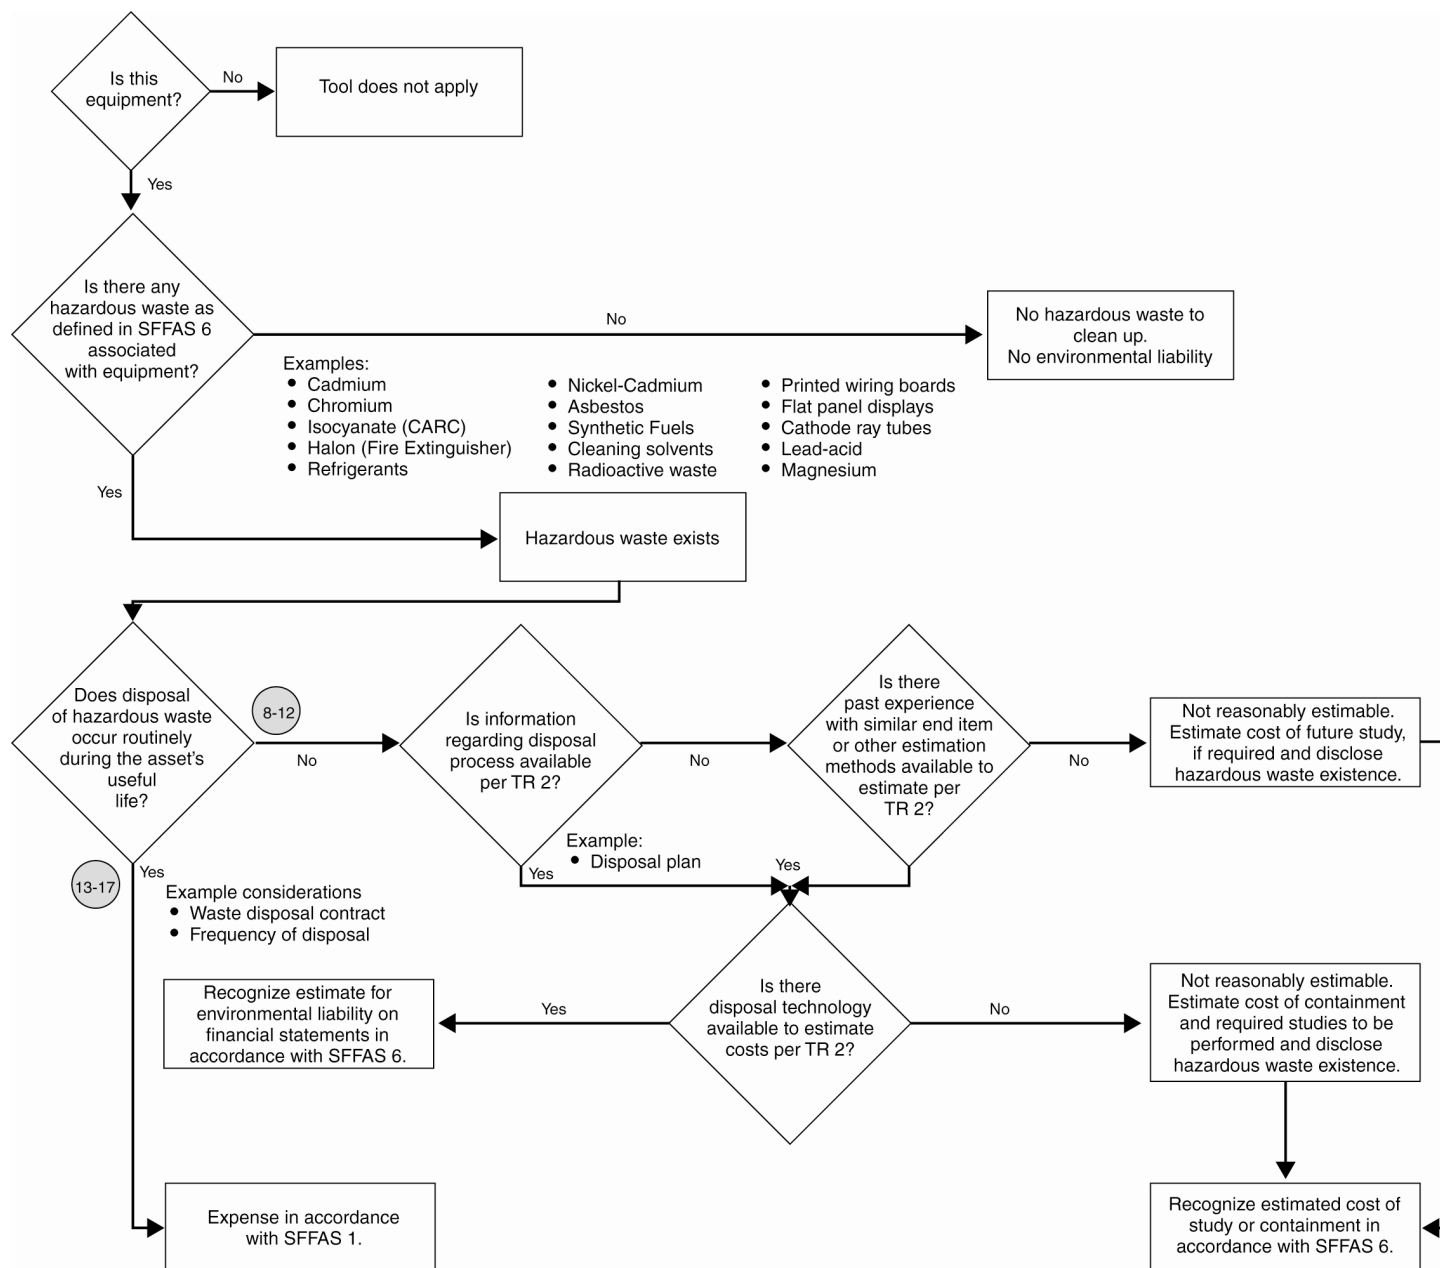 Is this
equipment?
No
Tool does not apply
Yes
Is there any
hazardous waste as
defined in SFFAS 6
associated
with equipment?
No
No hazardous waste to
clean up.
No environmental liability
Examples:
• Cadmium
• Chromium
• Isocyanate (CARC)
• Halon (Fire Extinguisher)
• Refrigerants
• Nickel-Cadmium
• Asbestos
• Synthetic Fuels
• Cleaning solvents
• Radioactive waste
• Printed wiring boards
• Flat panel displays
• Cathode ray tubes
• Lead-acid
• Magnesium
Yes
Hazardous waste exists
Does disposal
of hazardous waste
occur routinely
during the asset's
useful
life?
8-12
No
Is information
regarding disposal
process available
per TR 2?
No
Is there
past experience
with similar end item
or other estimation
methods available to
estimate per
TR 2?
No
Not reasonably estimable.
Estimate cost of future study,
if required and disclose
hazardous waste existence.
13-17
Yes
Example considerations
• Waste disposal contract
• Frequency of disposal
Yes
Example:
• Disposal plan
Yes
Is there
disposal technology
available to estimate
costs per TR 2?
Yes
Recognize estimate for
environmental liability on
financial statements in
accordance with SFFAS 6.
No
Not reasonably estimable.
Estimate cost of containment
and required studies to be
performed and disclose
hazardous waste existence.
Expense in accordance
with SFFAS 1.
Recognize estimated cost of
study or containment in
accordance with SFFAS 6.